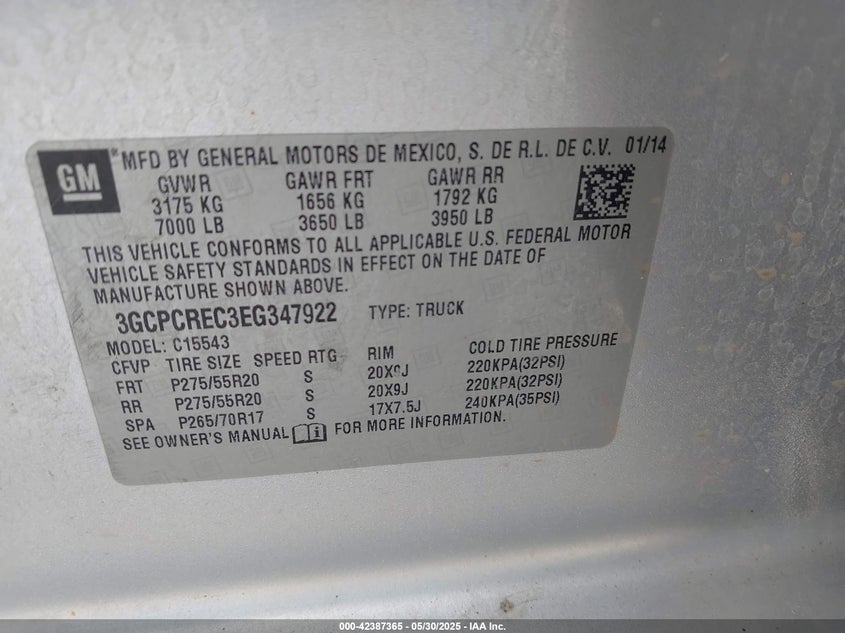 GM *MFD BY GENERAL MOTORS DE MEXICO, S. DE R.L. DE C.V. 01/14
GVWR GAWR FRT GAWR RR
3175 KG 1656 KG 1792 KG
7000 LB 3650 LB 3950 LB
THIS VEHICLE CONFORMS TO ALL APPLICABLE U.S. FEDERAL MOTOR
VEHICLE SAFETY STANDARDS IN EFFECT ON THE DATE OF
MANUFACTURE SHOWN ABOVE.
3GCPCREC3EG347922 TYPE: TRUCK
MODEL: C15543
CFVP TIRE SIZE SPEED RTG RIM COLD TIRE PRESSURE
FRT P275/55R20 S 20X9J 220KPA(32PSI)
RR P275/55R20 S 20X9J 220KPA(32PSI)
SPA P265/70R17 S 17X7.5J 240KPA(35PSI)
SEE OWNER'S MANUAL FOR MORE INFORMATION.
000-42387365 - 05/30/2025 - IAA Inc.